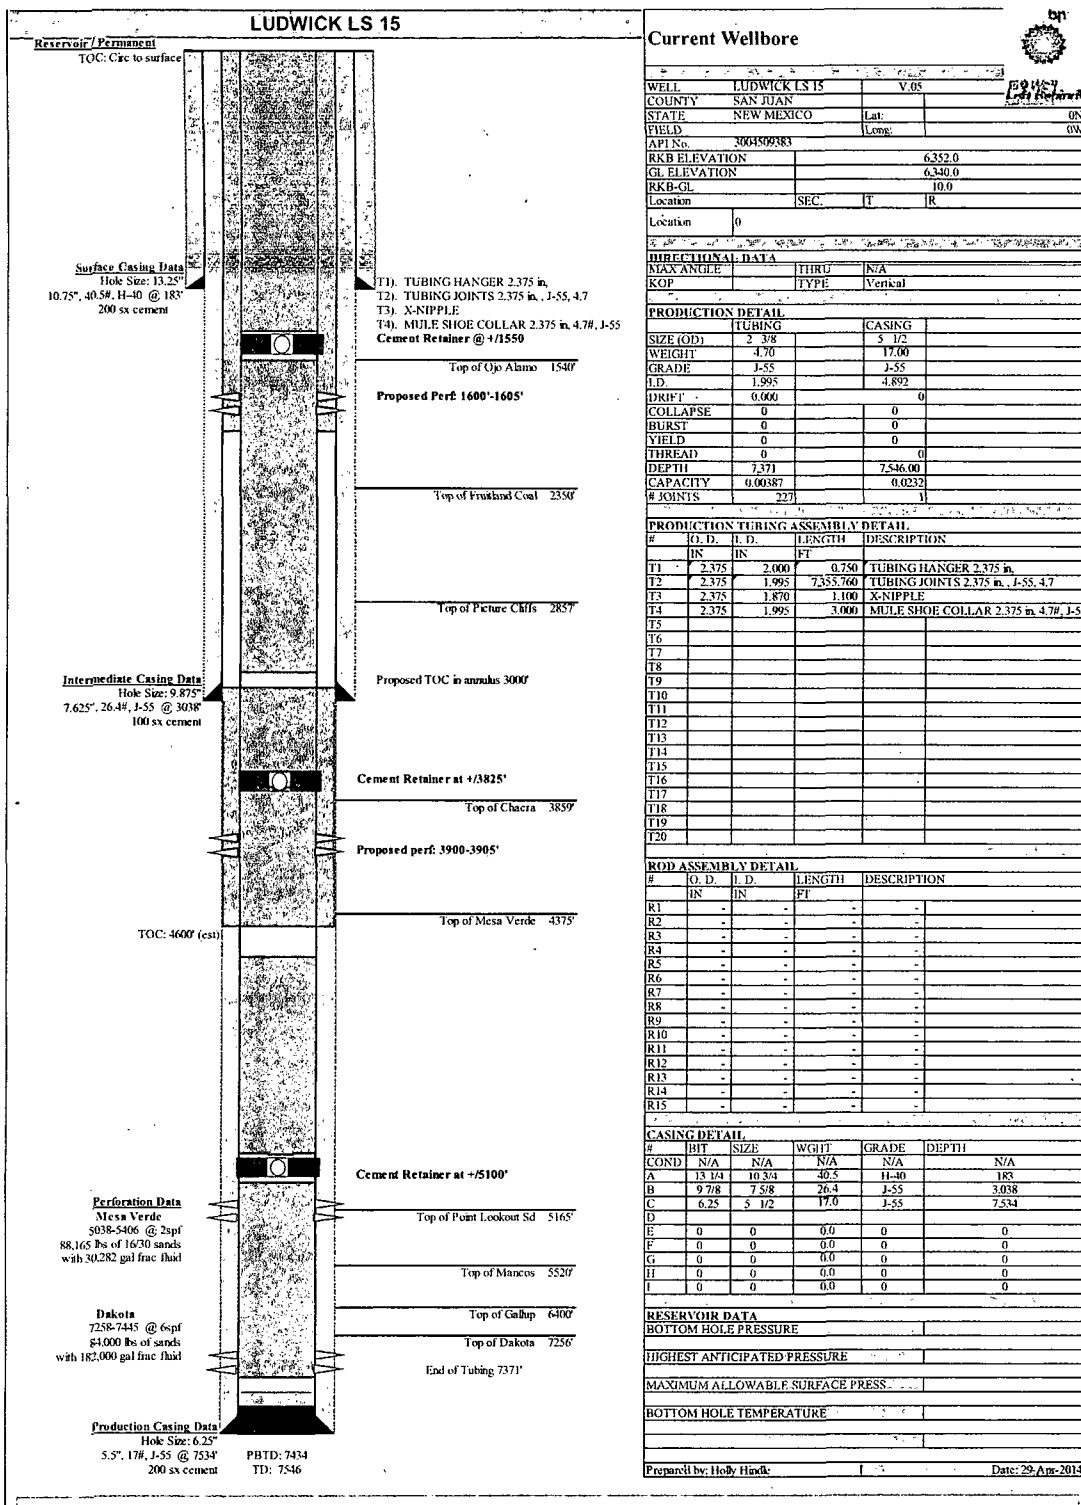 LUDWICK LS 15
Reservoir / Permanent
TOC: Circ to surface
Surface Casing Data
Hole Size: 13.25"
10.75", 40.5#, H-40 @ 183'
200 sx cement
T1). TUBING HANGER 2.375 in,
T2). TUBING JOINTS 2.375 in, , J-55, 4.7
T3). X-NIPPLE
T4). MULE SHOE COLLAR 2.375 in, 4.7#, J-55
Cement Retainer @ +/1550
Top of Ojo Alamo 1540'
Proposed Perf: 1600'-1605'
Top of Fruitland Coal 2350'
Top of Picture Cliffs 2857'
Intermediate Casing Data
Hole Size: 9.875"
7.625", 26.4#, J-55 @ 3038'
100 sx cement
Proposed TOC in annulus 3000'
Cement Retainer at +/3825'
Top of Chacra 3859'
Proposed perf: 3900-3905'
Top of Mesa Verde 4375'
TOC: 4600' (est)
Cement Retainer at +/5100'
Perforation Data
Mesa Verde
5038-5406 @ 2spf
88,165 lbs of 16/30 sands
with 30,282 gal frac fluid
Top of Point Lookout Sd 5165'
Top of Mancos 5520'
Dakota
7258-7445 @ 6spf
84,000 lbs of sands
with 182,000 gal frac fluid
Top of Gallup 6400'
Top of Dakota 7256'
End of Tubing 7371'
Production Casing Data
Hole Size: 6.25"
5.5", 17#, J-55 @ 7534'
200 sx cement
PBTD: 7434
TD: 7546
bp
Current Wellbore
WELL LUDWICK LS 15 V.05
COUNTY SAN JUAN
STATE NEW MEXICO Lat: 0N
FIELD Long: 0W
API No. 3004509383
RKB ELEVATION 6,352.0
GL ELEVATION 6,340.0
RKB-GL 10.0
Location SEC. T R
Location 0
DIRECTIONAL DATA
MAX ANGLE THRU N/A
KOP TYPE Vertical
PRODUCTION DETAIL
TUBING CASING
SIZE (OD) 2 3/8 5 1/2
WEIGHT 4.70 17.00
GRADE J-55 J-55
I.D. 1.995 4.892
DRIFT 0.000 0
COLLAPSE 0 0
BURST 0 0
YIELD 0 0
THREAD 0 0
DEPTH 7,371 7,546.00
CAPACITY 0.00387 0.0232
# JOINTS 227 1
PRODUCTION TUBING ASSEMBLY DETAIL
# O. D. I. D. LENGTH DESCRIPTION
IN IN FT
T1 2.375 2.000 0.750 TUBING HANGER 2.375 in,
T2 2.375 1.995 7,355.760 TUBING JOINTS 2.375 in, , J-55, 4.7
T3 2.375 1.870 1.100 X-NIPPLE
T4 2.375 1.995 3.000 MULE SHOE COLLAR 2.375 in, 4.7#, J-5
T5
T6
T7
T8
T9
T10
T11
T12
T13
T14
T15
T16
T17
T18
T19
T20
ROD ASSEMBLY DETAIL
# O. D. I. D. LENGTH DESCRIPTION
IN IN FT
R1 - - - -
R2 - - - -
R3 - - - -
R4 - - - -
R5 - - - -
R6 - - - -
R7 - - - -
R8 - - - -
R9 - - - -
R10 - - - -
R11 - - - -
R12 - - - -
R13 - - - -
R14 - - - -
R15 - - - -
CASING DETAIL
# BIT SIZE WGHT GRADE DEPTH
COND N/A N/A N/A N/A N/A
A 13 1/4 10 3/4 40.5 H-40 183
B 9 7/8 7 5/8 26.4 J-55 3,038
C 6.25 5 1/2 17.0 J-55 7,534
D
E 0 0 0.0 0 0
F 0 0 0.0 0 0
G 0 0 0.0 0 0
H 0 0 0.0 0 0
I 0 0 0.0 0 0
RESERVOIR DATA
BOTTOM HOLE PRESSURE
HIGHEST ANTICIPATED PRESSURE
MAXIMUM ALLOWABLE SURFACE PRESS.
BOTTOM HOLE TEMPERATURE
Prepared by: Holly Hindk: Date: 29-Apr-2014